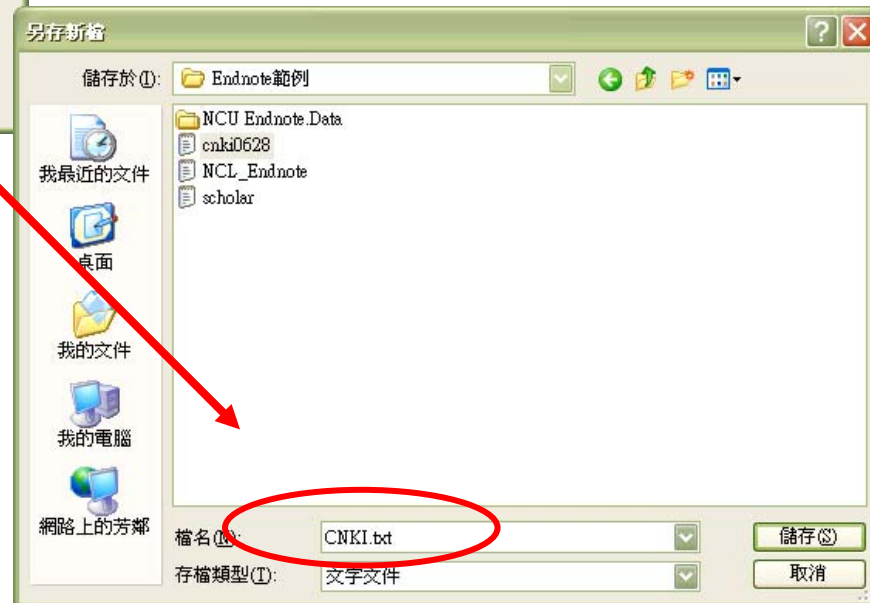 另存新檔
儲存於(I): Endnote範例
NCU Endnote.Data
cnki0628
NCL_Endnote
scholar
我最近的文件
桌面
我的文件
我的電腦
網路上的芳鄰
檔名(N): CNKI.txt 儲存(S)
存檔類型(T): 文字文件 取消